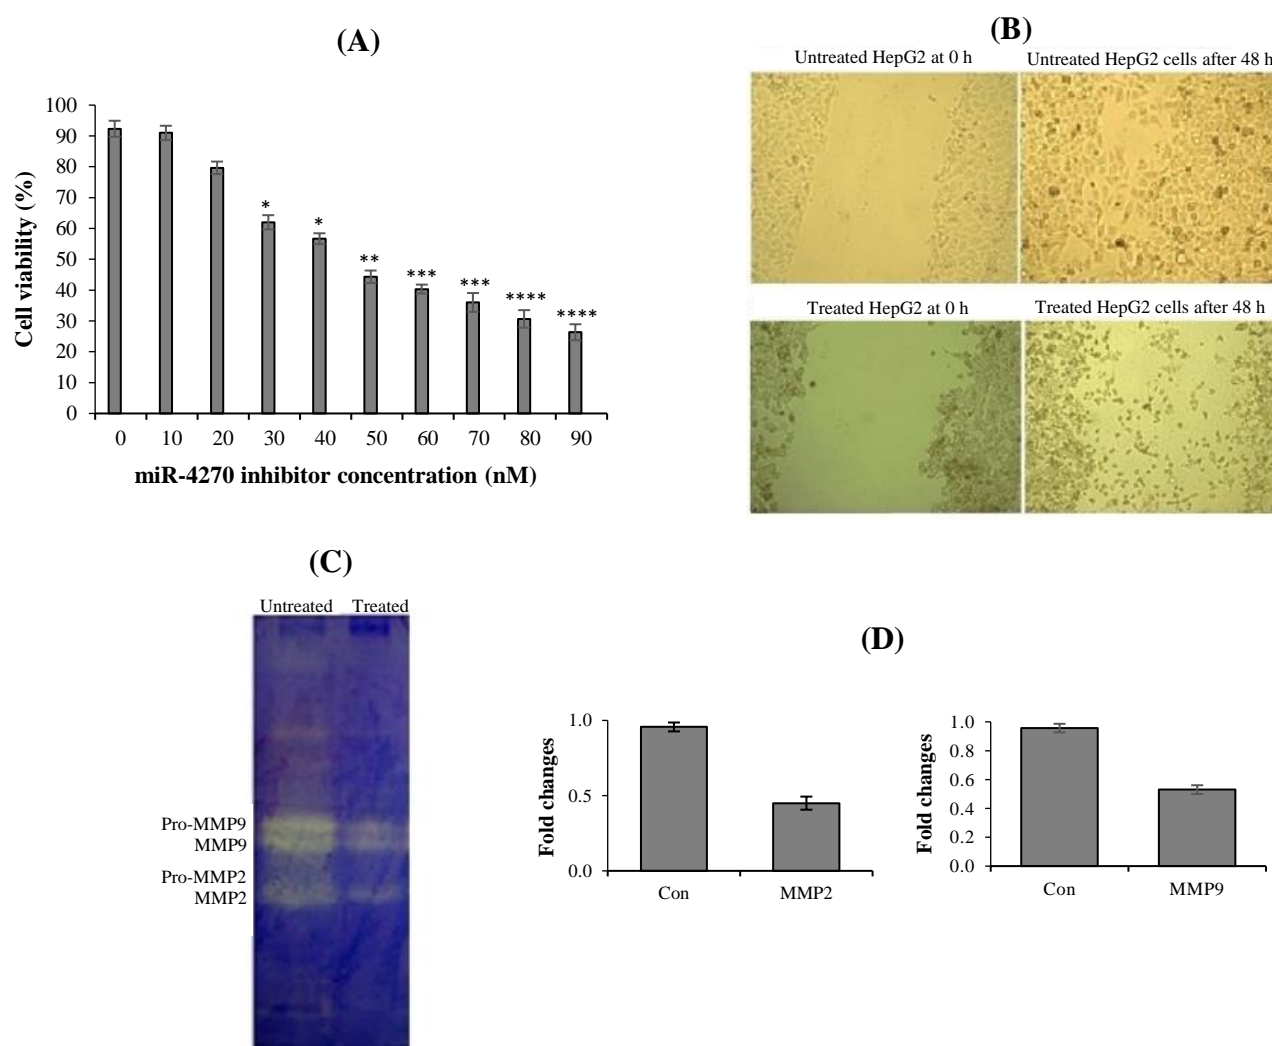 (A)
100
90
80
70
60
50
40
30
20
10
0
Cell viability (%)
*
*
**
***
***
****
****
0 10 20 30 40 50 60 70 80 90
miR-4270 inhibitor concentration (nM)
(B)
Untreated HepG2 at 0 h
Untreated HepG2 cells after 48 h
Treated HepG2 at 0 h
Treated HepG2 cells after 48 h
(C)
Untreated Treated
Pro-MMP9
MMP9
Pro-MMP2
MMP2
(D)
1.0
0.5
0.0
Fold changes
Con MMP2
1.0
0.8
0.6
0.4
0.2
0.0
Fold changes
Con MMP9